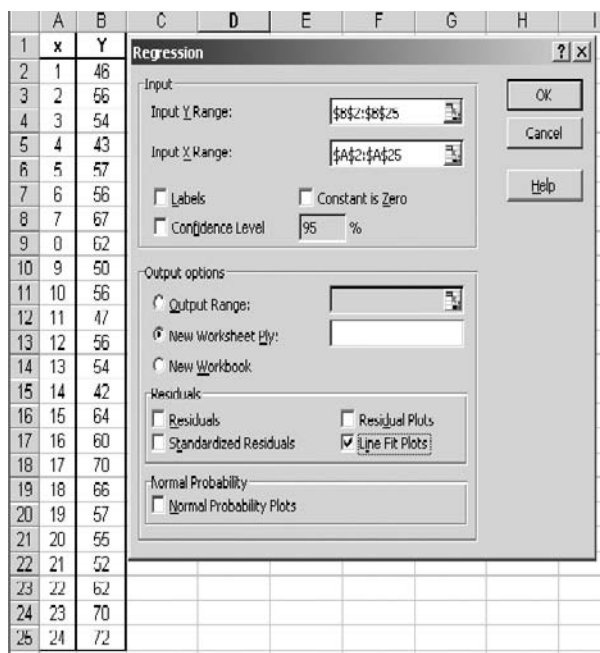 A B C D E F G H I
1 x Y
2 1 46
3 2 56
4 3 54
5 4 43
6 5 57
7 6 56
8 7 67
9 8 62
10 9 50
11 10 56
12 11 47
13 12 56
14 13 54
15 14 42
16 15 64
17 16 60
18 17 70
19 18 66
20 19 57
21 20 55
22 21 52
23 22 62
24 23 70
25 24 72
Regression
Input
Input Y Range: $B$2:$B$25
Input X Range: $A$2:$A$25
Labels Constant is Zero
Confidence Level 95 %
OK
Cancel
Help
Output options
Output Range:
New Worksheet Ply:
New Workbook
Residuals
Residuals Residual Plots
Standardized Residuals Line Fit Plots
Normal Probability
Normal Probability Plots